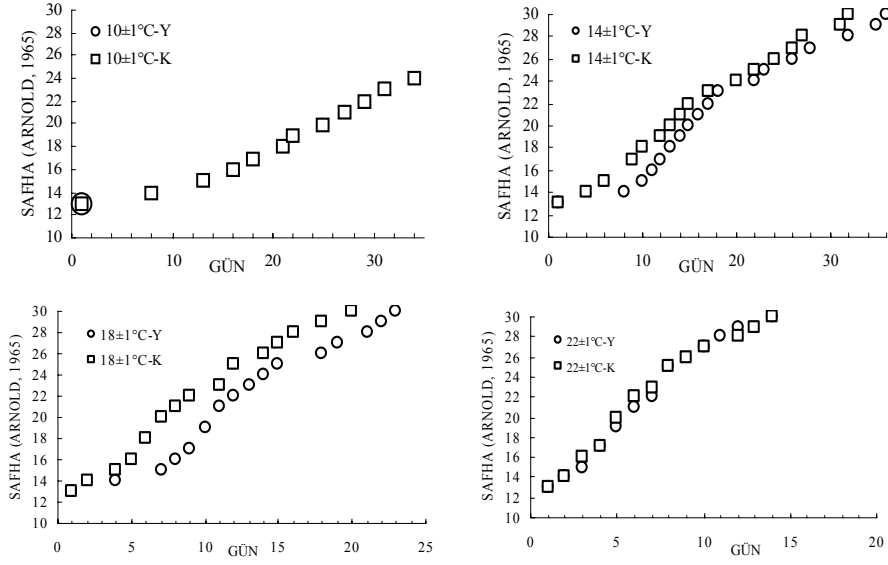 10±1°C-Y
10±1°C-K
SAFHA (ARNOLD, 1965)
30
28
26
24
22
20
18
16
14
12
10
0 10 20 30
GÜN
14±1°C-Y
14±1°C-K
SAFHA (ARNOLD, 1965)
30
28
26
24
22
20
18
16
14
12
10
0 10 20 30
GÜN
18±1°C-Y
18±1°C-K
SAFHA (ARNOLD, 1965)
30
28
26
24
22
20
18
16
14
12
10
0 5 10 15 20 25
GÜN
22±1°C-Y
22±1°C-K
SAFHA (ARNOLD, 1965)
30
28
26
24
22
20
18
16
14
12
10
0 5 10 15 20
GÜN